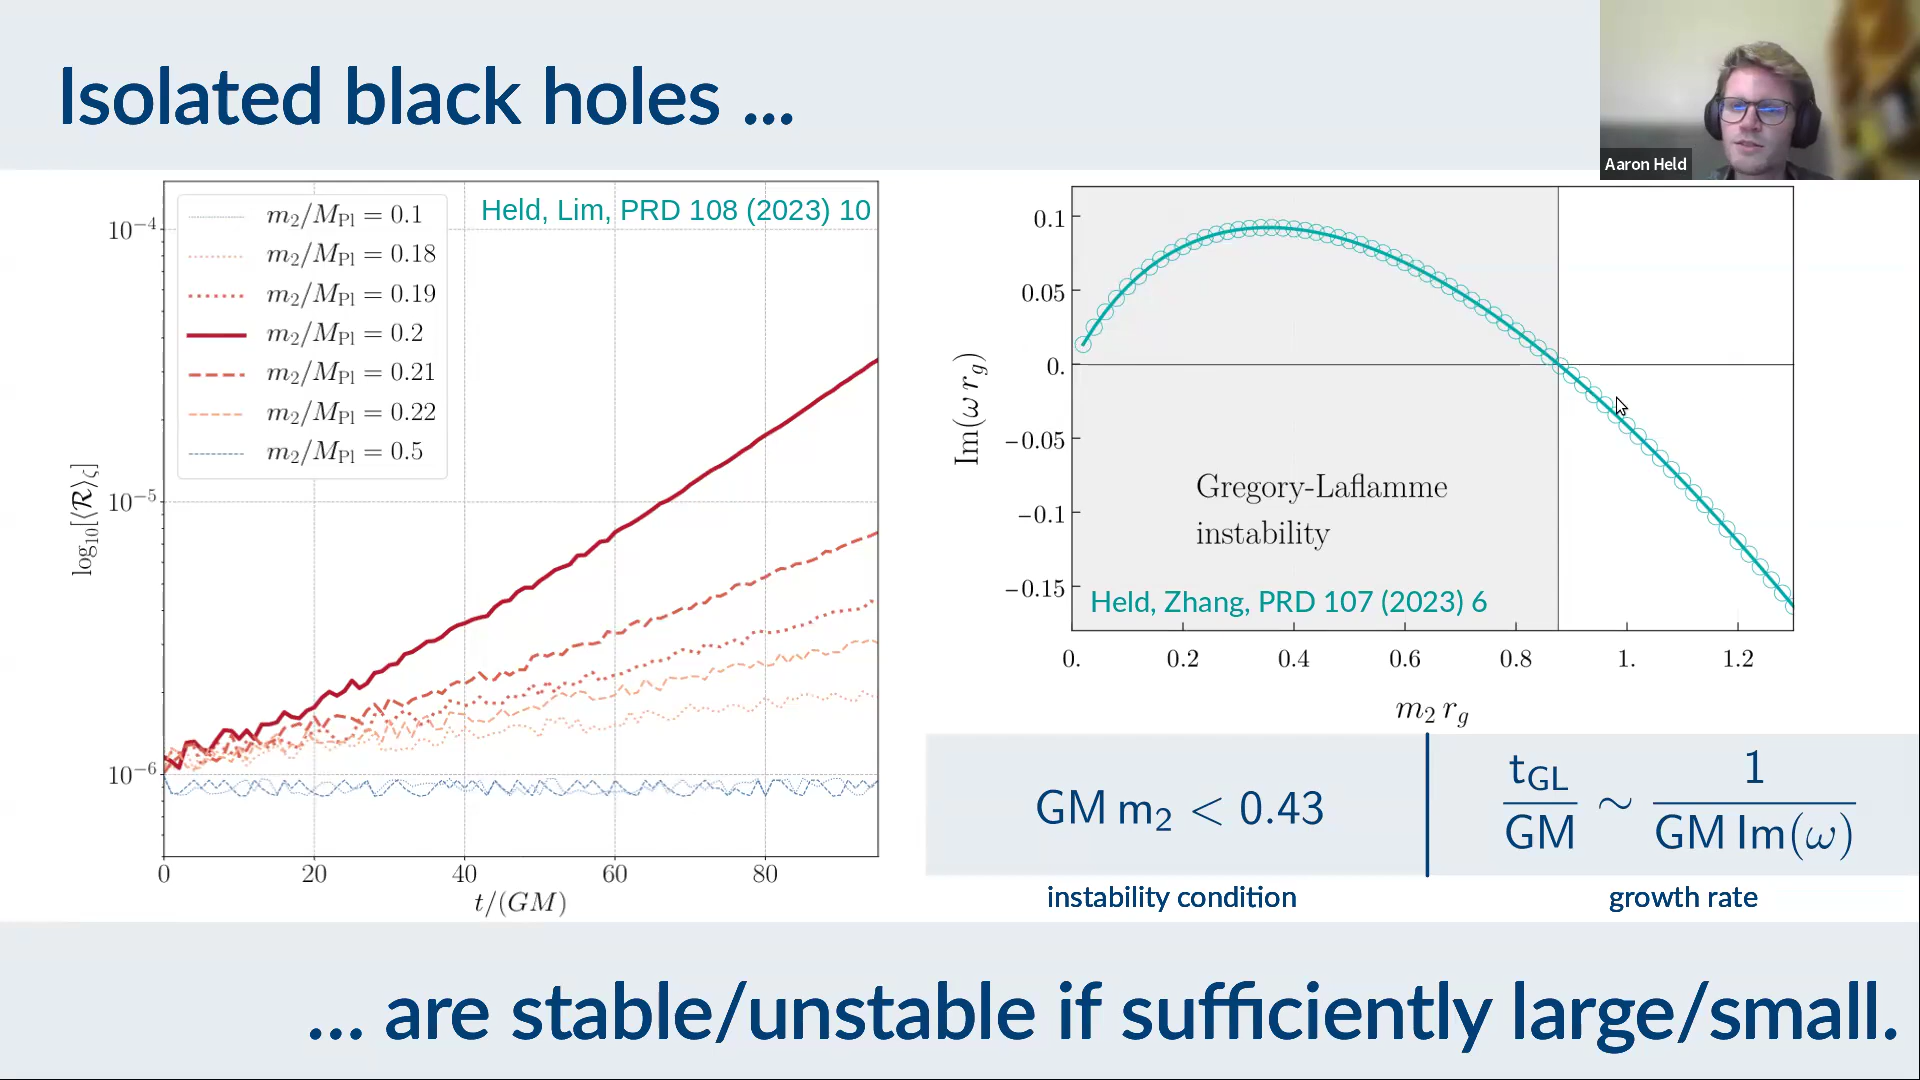 Isolated black holes ...
Aaron Held
Held, Lim, PRD 108 (2023) 10
m₂/M_Pl = 0.1
m₂/M_Pl = 0.18
m₂/M_Pl = 0.19
m₂/M_Pl = 0.2
m₂/M_Pl = 0.21
m₂/M_Pl = 0.22
m₂/M_Pl = 0.5
10⁻⁴
10⁻⁵
10⁻⁶
log₁₀[⟨R⟩_ζ]
0 20 40 60 80
t/(GM)
0.1
0.05
0.
−0.05
−0.1
−0.15
Im(ω r_g)
Gregory-Laflamme
instability
Held, Zhang, PRD 107 (2023) 6
0. 0.2 0.4 0.6 0.8 1. 1.2
m₂ r_g
GM m₂ < 0.43
instability condition
t_GL/GM ~ 1/(GM Im(ω))
growth rate
... are stable/unstable if sufficiently large/small.